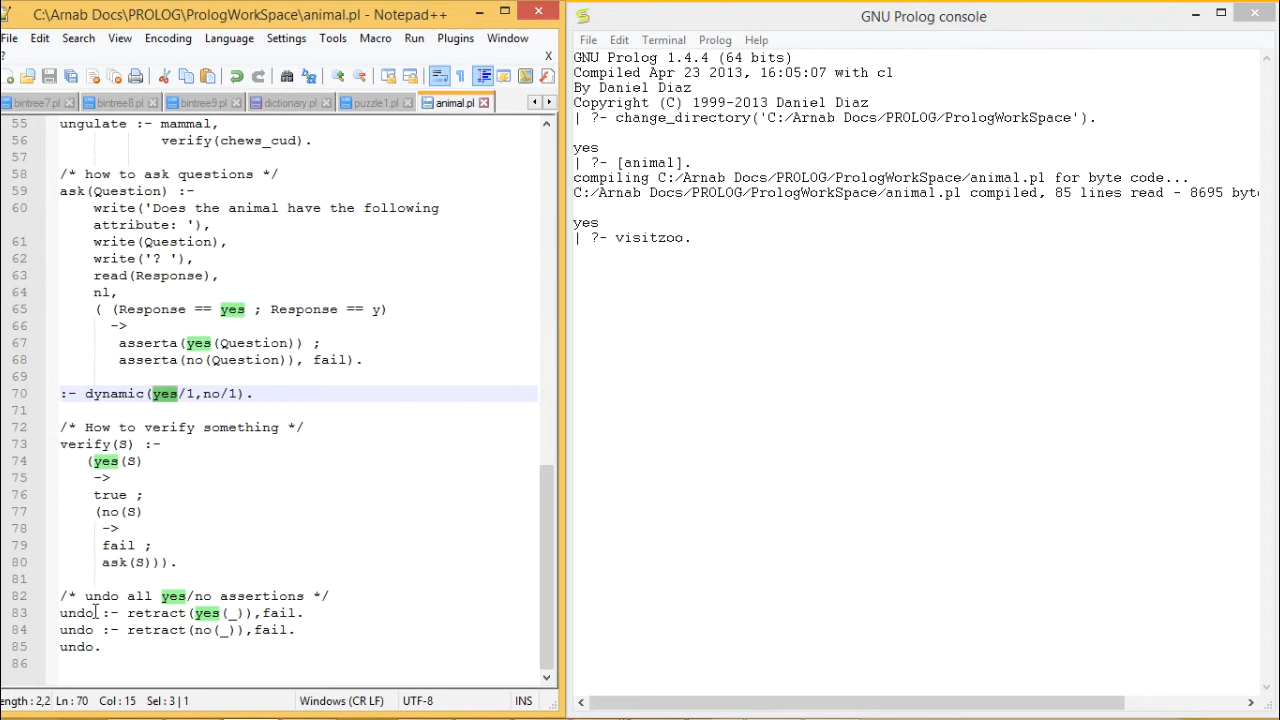 C:\Arnab Docs\PROLOG\PrologWorkSpace\animal.pl - Notepad++
File Edit Search View Encoding Language Settings Tools Macro Run Plugins Window
? X
bintree7.pl bintree8.pl bintree9.pl dictionary.pl puzzle1.pl animal.pl
55 ungulate :- mammal,
56 verify(chews_cud).
57
58 /* how to ask questions */
59 ask(Question) :-
60 write('Does the animal have the following
attribute: '),
61 write(Question),
62 write('? '),
63 read(Response),
64 nl,
65 ( (Response == yes ; Response == y)
66 ->
67 asserta(yes(Question)) ;
68 asserta(no(Question)), fail).
69
70 :- dynamic(yes/1,no/1).
71
72 /* How to verify something */
73 verify(S) :-
74 (yes(S)
75 ->
76 true ;
77 (no(S)
78 ->
79 fail ;
80 ask(S))).
81
82 /* undo all yes/no assertions */
83 undo :- retract(yes(_)),fail.
84 undo :- retract(no(_)),fail.
85 undo.
86
ength : 2,2 Ln : 70 Col : 15 Sel : 3 | 1 Windows (CR LF) UTF-8 INS
GNU Prolog console
File Edit Terminal Prolog Help
GNU Prolog 1.4.4 (64 bits)
Compiled Apr 23 2013, 16:05:07 with cl
By Daniel Diaz
Copyright (C) 1999-2013 Daniel Diaz
| ?- change_directory('C:/Arnab Docs/PROLOG/PrologWorkSpace').
yes
| ?- [animal].
compiling C:/Arnab Docs/PROLOG/PrologWorkSpace/animal.pl for byte code...
C:/Arnab Docs/PROLOG/PrologWorkSpace/animal.pl compiled, 85 lines read - 8695 byt
yes
| ?- visitzoo.